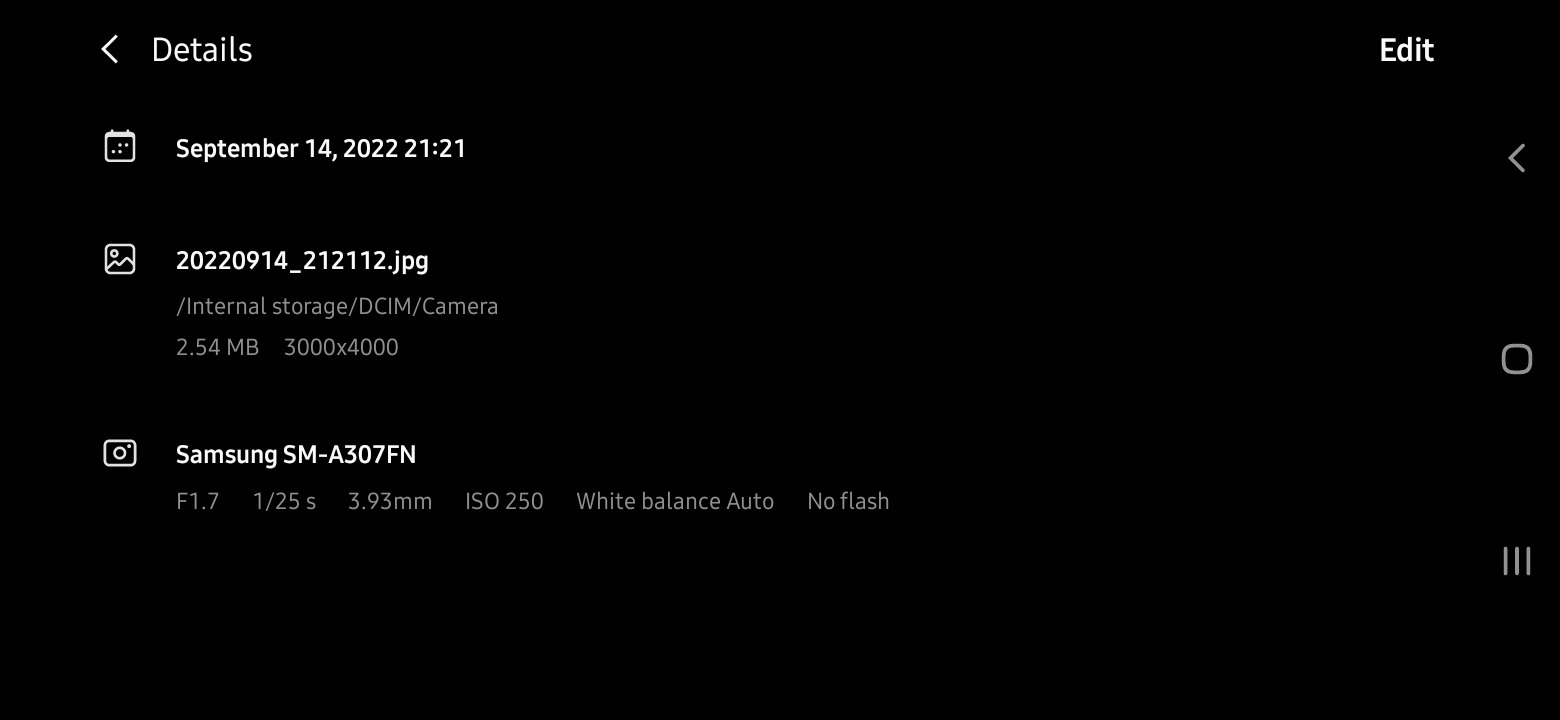 Details
Edit
September 14, 2022 21:21
20220914_212112.jpg
/Internal storage/DCIM/Camera
2.54 MB 3000x4000
Samsung SM-A307FN
F1.7 1/25 s 3.93mm ISO 250 White balance Auto No flash